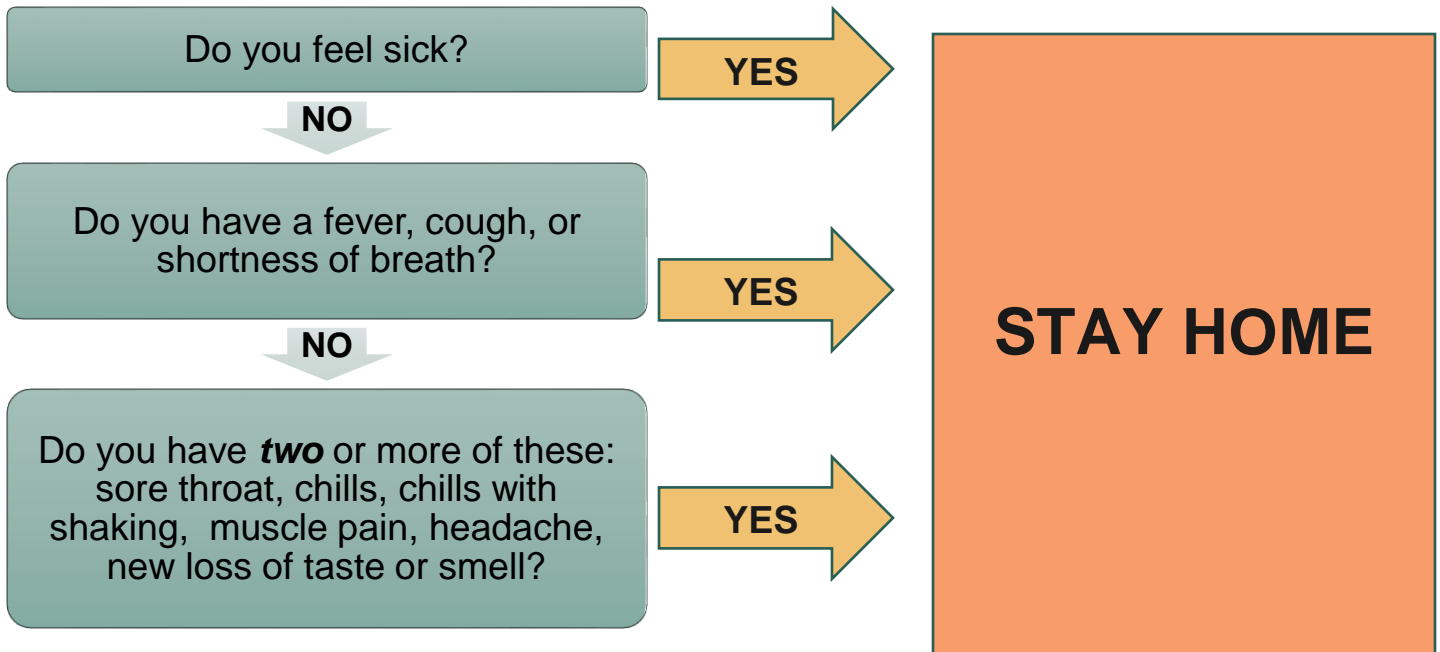 Do you feel sick?
YES
NO
Do you have a fever, cough, or
shortness of breath?
YES
NO
Do you have two or more of these:
sore throat, chills, chills with
shaking, muscle pain, headache,
new loss of taste or smell?
YES
STAY HOME